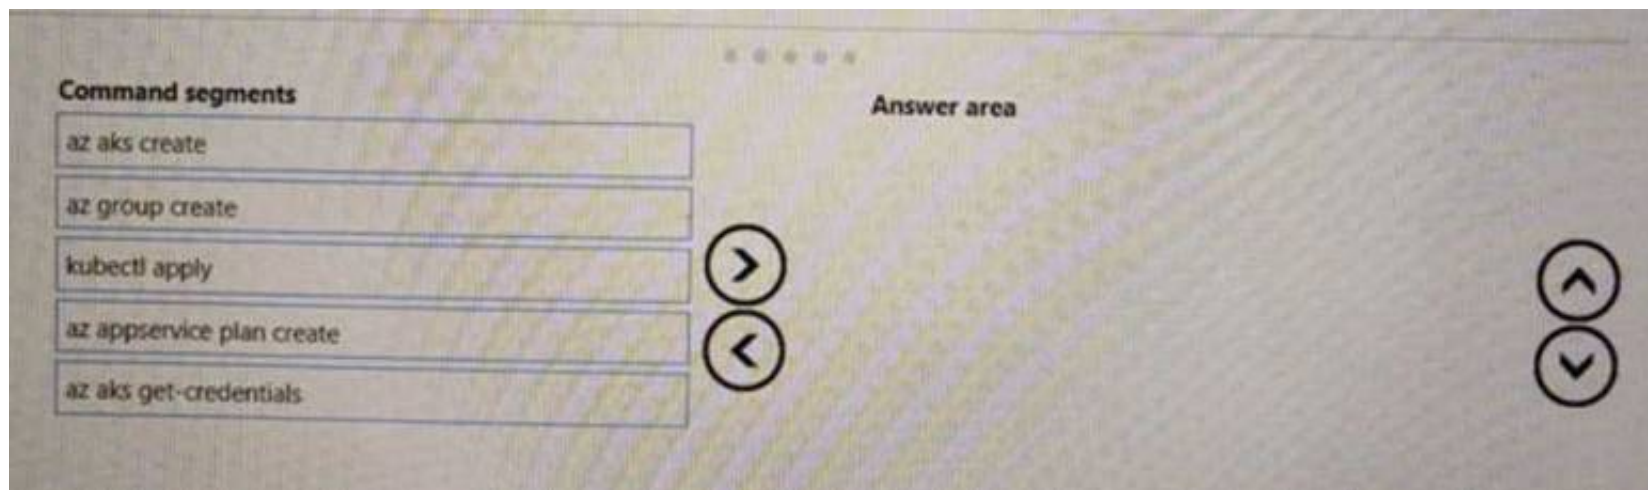 Command segments
Answer area
az aks create
az group create
kubectl apply
az appservice plan create
az aks get-credentials